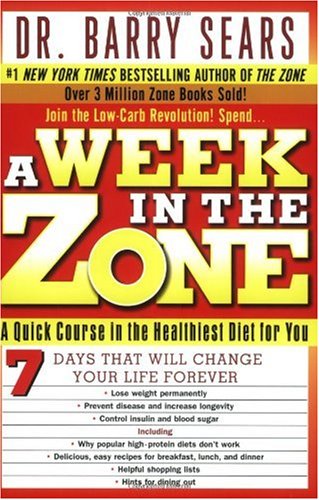 DR. BARRY SEARS
#1 NEW YORK TIMES BESTSELLING AUTHOR OF THE ZONE
Over 3 Million Zone Books Sold!
Join the Low-Carb Revolution! Spend...
A WEEK
IN THE
ZONE
A Quick Course in the Healthiest Diet for You
7 DAYS THAT WILL CHANGE
YOUR LIFE FOREVER
• Lose weight permanently
• Prevent disease and increase longevity
• Control insulin and blood sugar
Including
• Why popular high-protein diets don't work
• Delicious, easy recipes for breakfast, lunch, and dinner
• Helpful shopping lists
• Hints for dining out